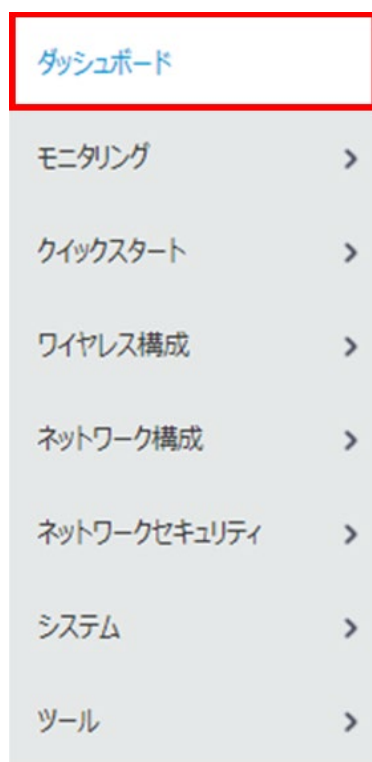 ダッシュボード
モニタリング
クイックスタート
ワイヤレス構成
ネットワーク構成
ネットワークセキュリティ
システム
ツール